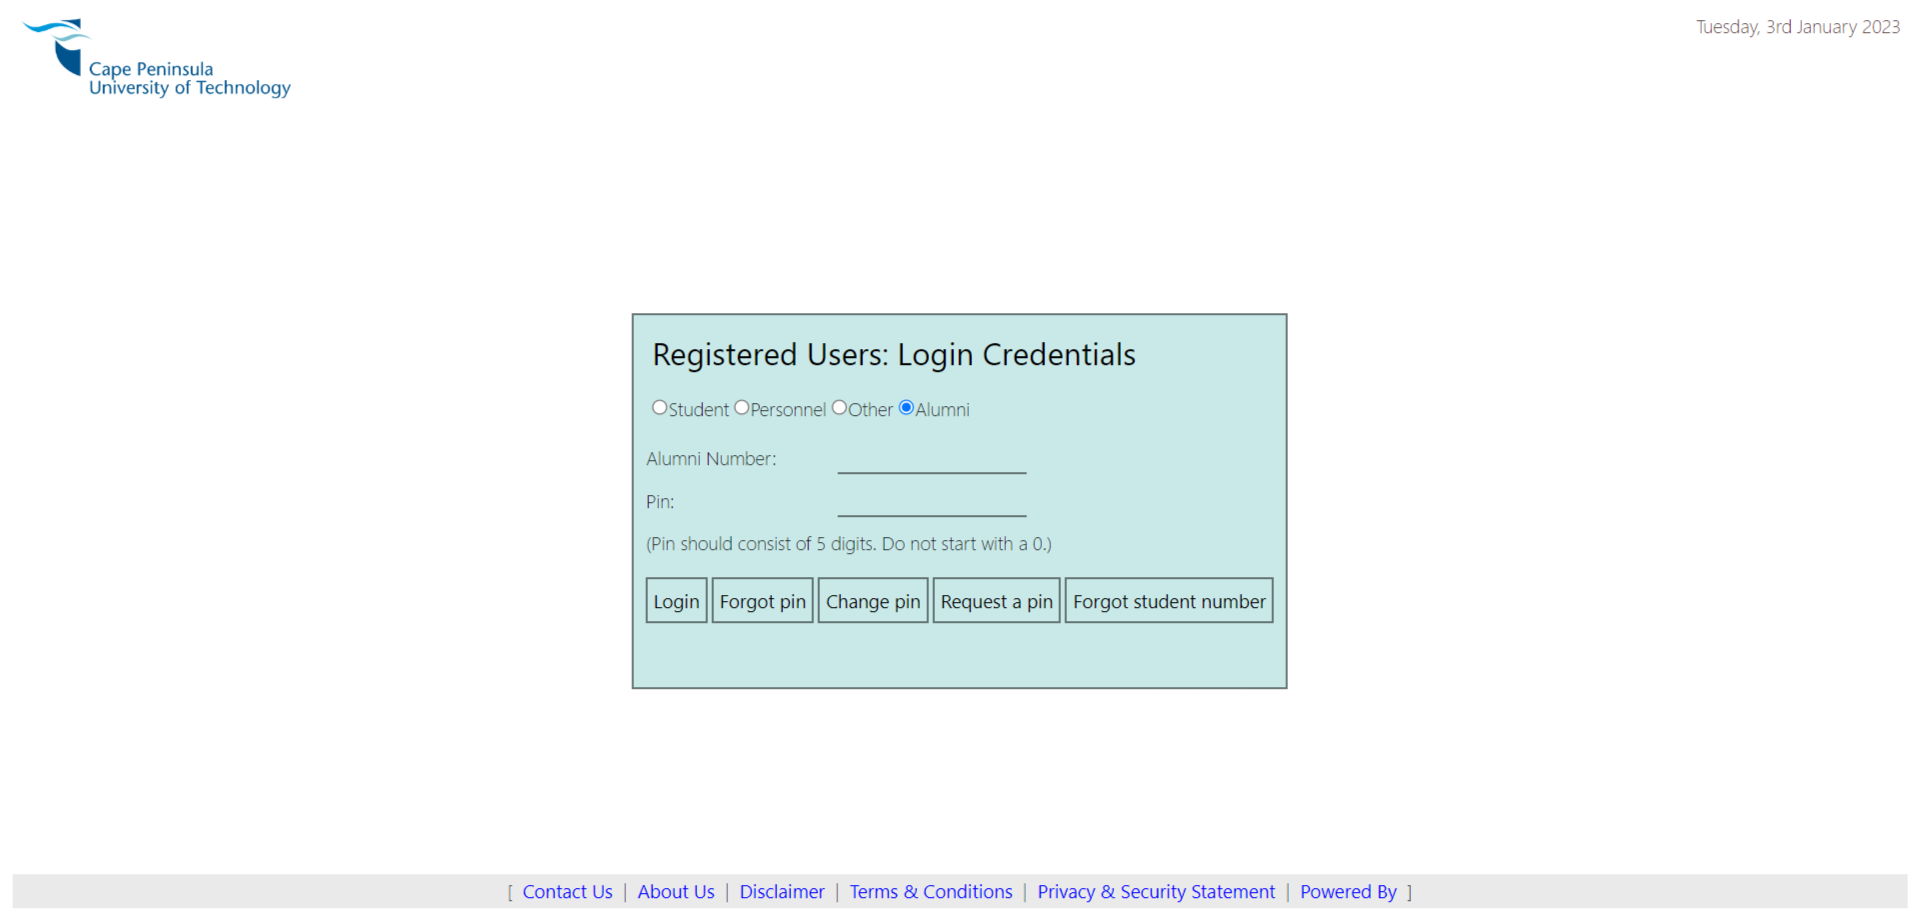 Tuesday, 3rd January 2023
Cape Peninsula
University of Technology
Registered Users: Login Credentials
Student Personnel Other Alumni
Alumni Number:
Pin:
(Pin should consist of 5 digits. Do not start with a 0.)
Login Forgot pin Change pin Request a pin Forgot student number
[ Contact Us | About Us | Disclaimer | Terms & Conditions | Privacy & Security Statement | Powered By ]